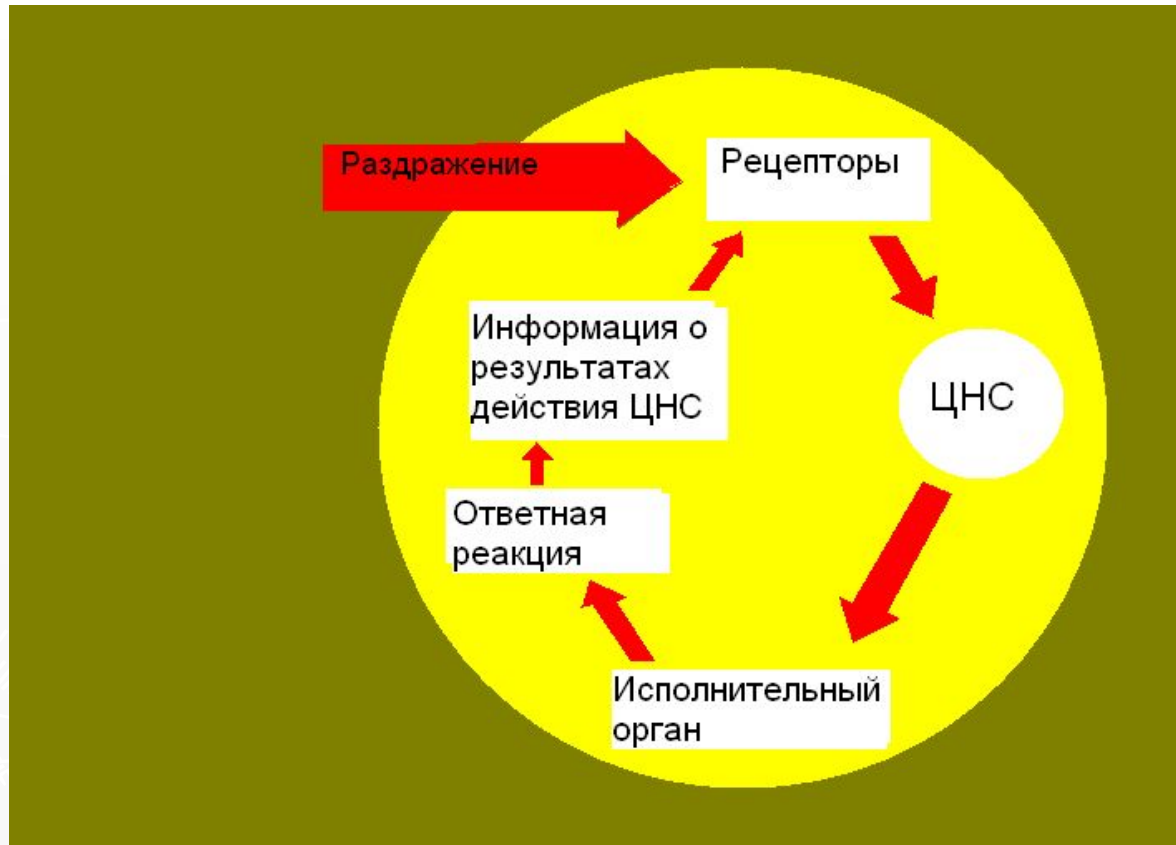 Раздражение
Рецепторы
Информация о
результатах
действия ЦНС
ЦНС
Ответная
реакция
Исполнительный
орган